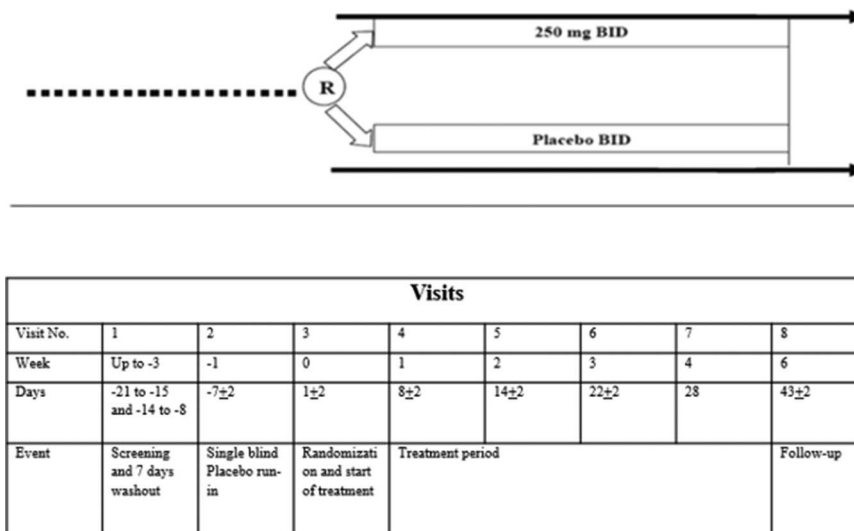 250 mg BID
R
Placebo BID
Visits
Visit No. 1 2 3 4 5 6 7 8
Week Up to -3 -1 0 1 2 3 4 6
Days -21 to -15 -7±2 1±2 8±2 14±2 22±2 28 43±2
and -14 to -8
Event Screening Single blind Randomizati Treatment period Follow-up
and 7 days Placebo run- on and start
washout in of treatment